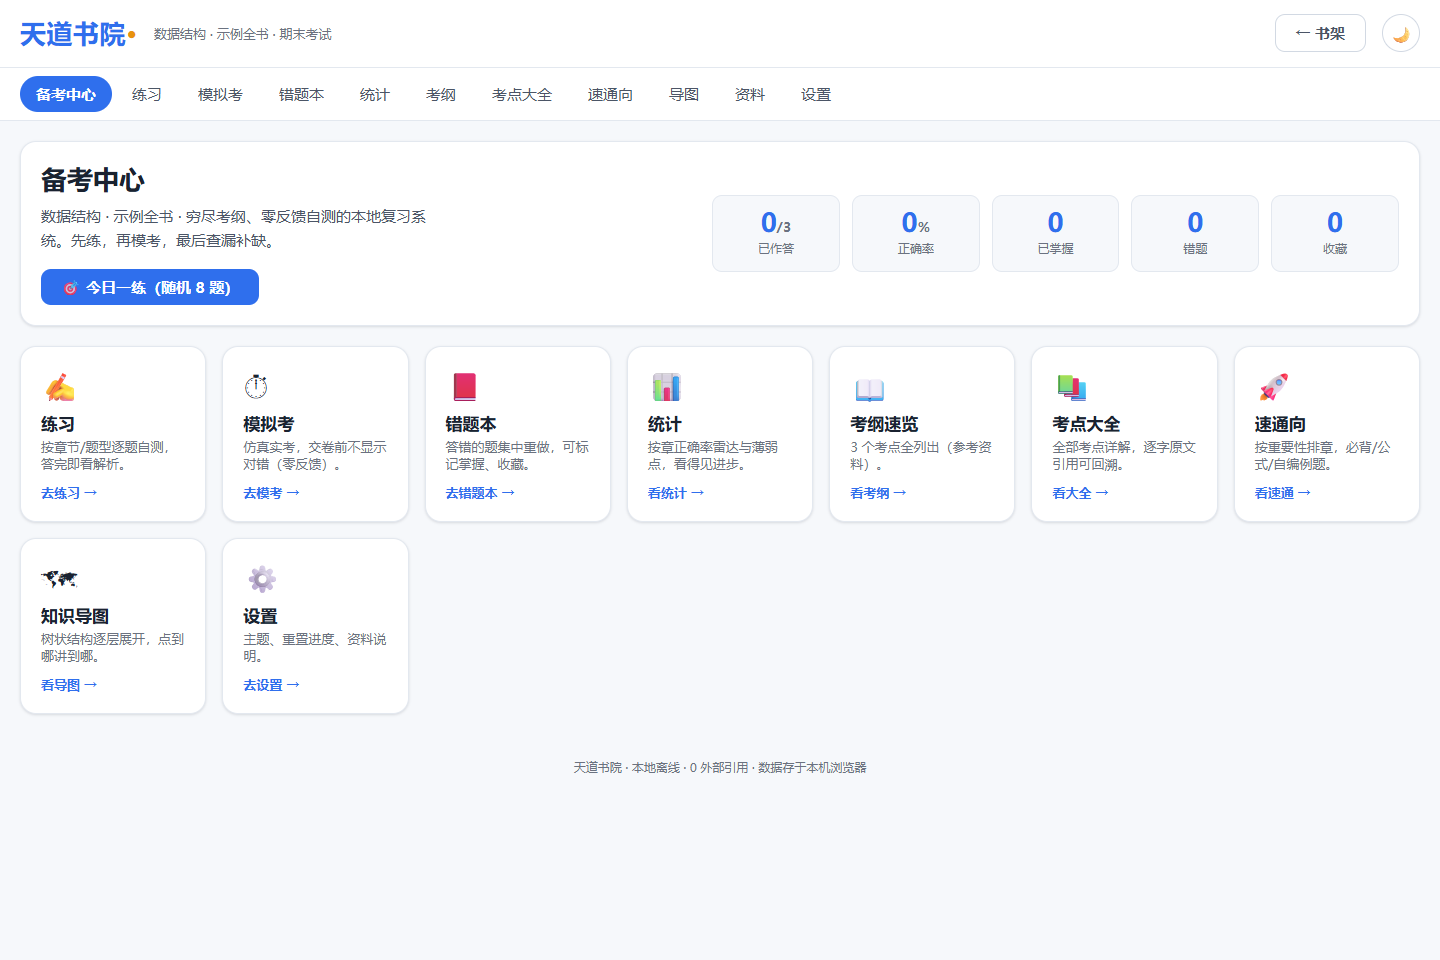 天道书院
数据结构 · 示例全书 · 期末考试
← 书架
备考中心
练习
模拟考
错题本
统计
考纲
考点大全
速通向
导图
资料
设置
备考中心
数据结构 · 示例全书 · 穷尽考纲、零反馈自测的本地复习系
统。先练，再模考，最后查漏补缺。
今日一练（随机 8 题）
0/3
已作答
0%
正确率
0
已掌握
0
错题
0
收藏
练习
按章节/题型逐题自测，
答完即看解析。
去练习 →
模拟考
仿真实考，交卷前不显示
对错（零反馈）。
去模考 →
错题本
答错的题集中重做，可标
记掌握、收藏。
去错题本 →
统计
按章正确率雷达与薄弱
点，看得见进步。
看统计 →
考纲速览
3 个考点全列出（参考资
料）。
看考纲 →
考点大全
全部考点详解，逐字原文
引用可回溯。
看大全 →
速通向
按重要性排章，必背/公
式/自编例题。
看速通 →
知识导图
树状结构逐层展开，点到
哪讲到哪。
看导图 →
设置
主题、重置进度、资料说
明。
去设置 →
天道书院 · 本地离线 · 0 外部引用 · 数据存于本机浏览器